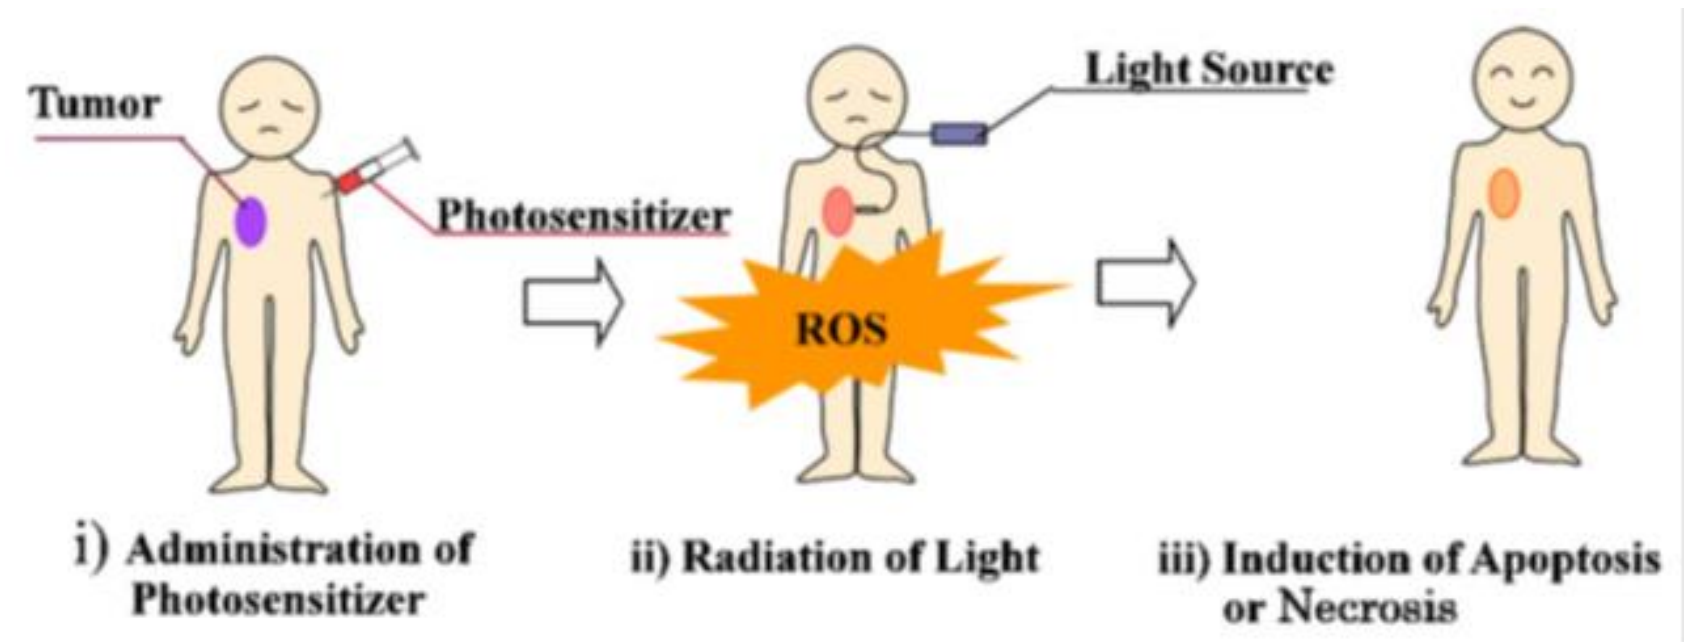 Tumor
Photosensitizer
Light Source
ROS
i) Administration of
Photosensitizer
ii) Radiation of Light
iii) Induction of Apoptosis
or Necrosis